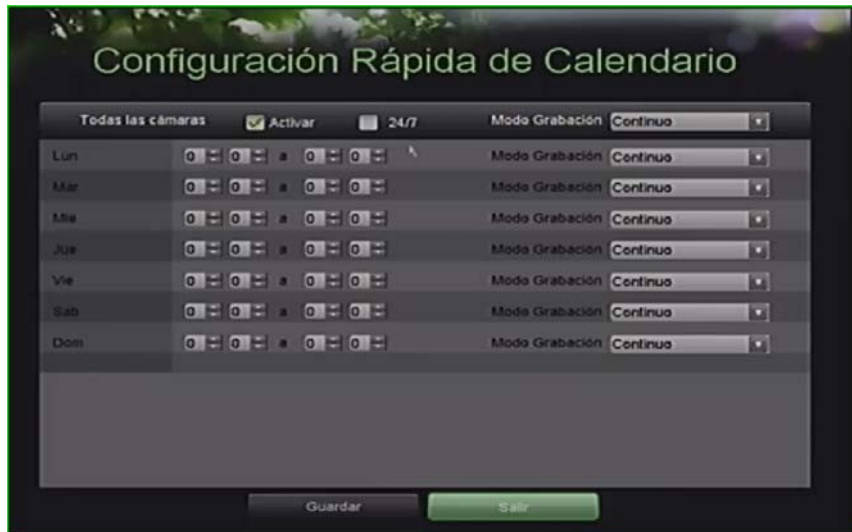 Configuración Rápida de Calendario
Todas las cámaras Activar 24/7 Modo Grabación Continuo
Lun 0 0 a 0 0 Modo Grabación Continuo
Mar 0 0 a 0 0 Modo Grabación Continuo
Mie 0 0 a 0 0 Modo Grabación Continuo
Jue 0 0 a 0 0 Modo Grabación Continuo
Vie 0 0 a 0 0 Modo Grabación Continuo
Sab 0 0 a 0 0 Modo Grabación Continuo
Dom 0 0 a 0 0 Modo Grabación Continuo
Guardar Salir